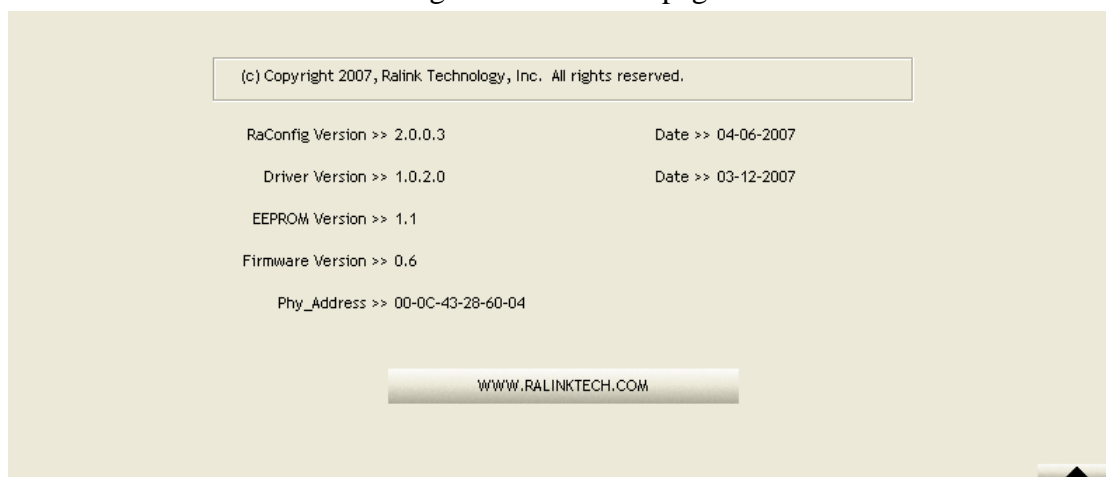 (c) Copyright 2007, Ralink Technology, Inc. All rights reserved.
RaConfig Version >> 2.0.0.3 Date >> 04-06-2007
Driver Version >> 1.0.2.0 Date >> 03-12-2007
EEPROM Version >> 1.1
Firmware Version >> 0.6
Phy_Address >> 00-0C-43-28-60-04
WWW.RALINKTECH.COM